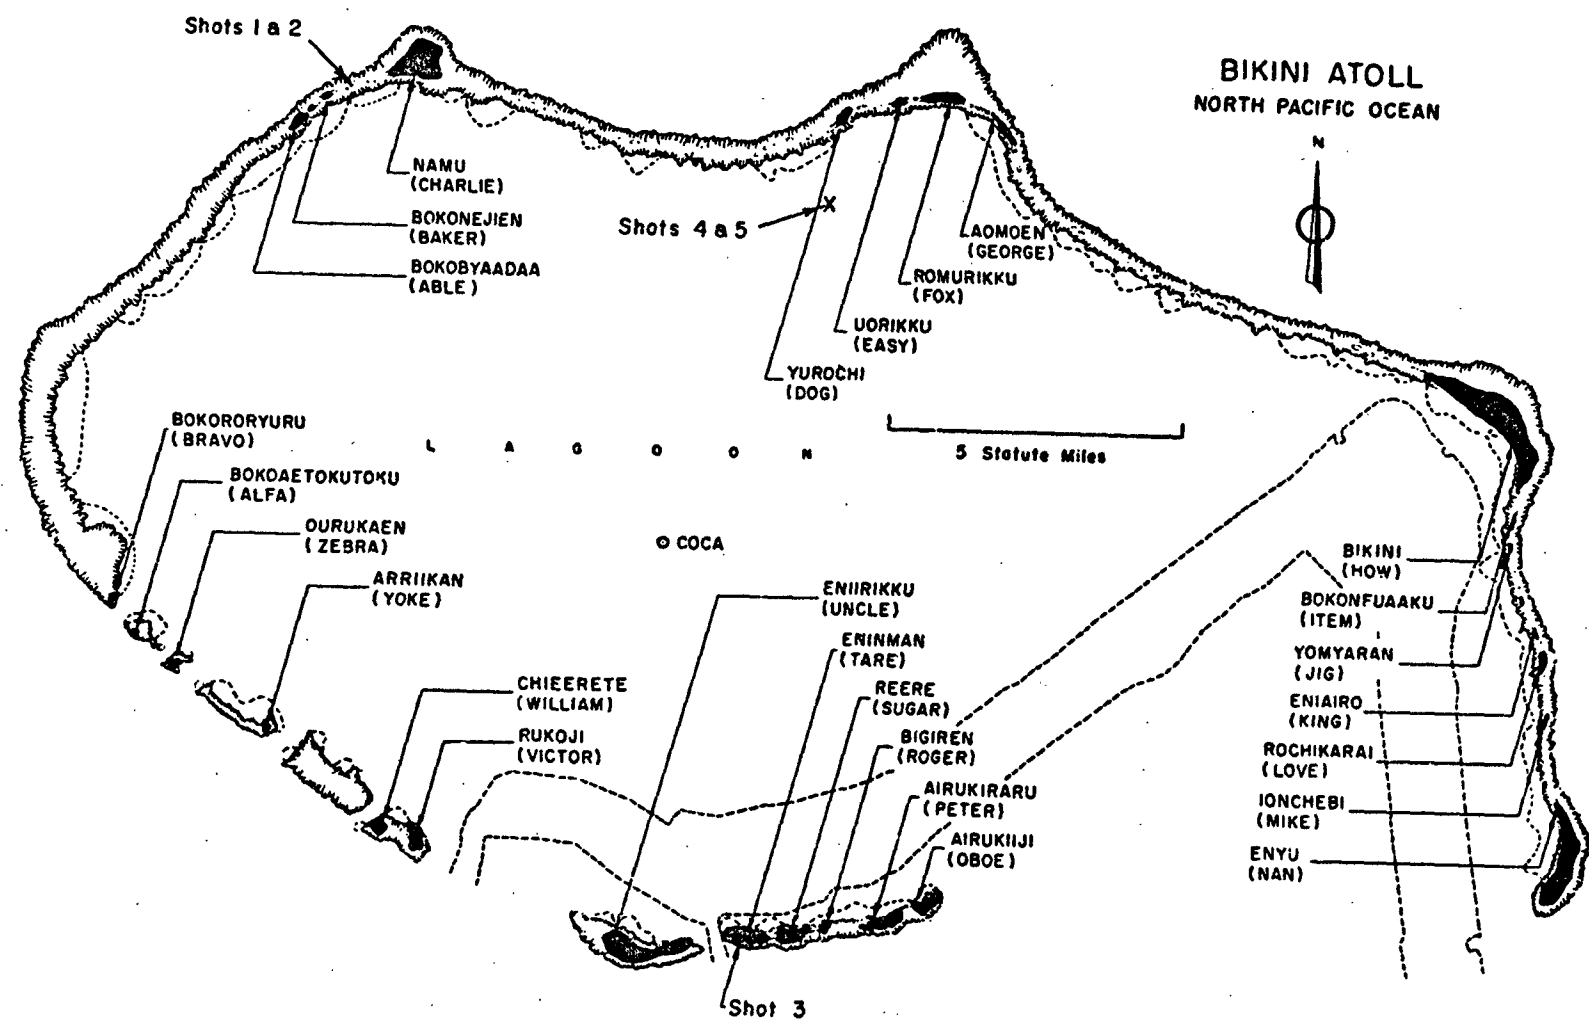 Shots 1 & 2
BIKINI ATOLL
NORTH PACIFIC OCEAN
N
NAMU
(CHARLIE)
BOKONEJIEN
(BAKER)
BOKOBYAADAA
(ABLE)
Shots 4 & 5
X
AOMOEN
(GEORGE)
ROMURIKKU
(FOX)
UORIKKU
(EASY)
YUROCHI
(DOG)
BOKORORYURU
(BRAVO)
BOKOAETOKUTOKU
(ALFA)
OURUKAEN
(ZEBRA)
ARRIIKAN
(YOKE)
LAGOON
5 Statute Miles
COCA
ENIIRIKKU
(UNCLE)
ENINMAN
(TARE)
REERE
(SUGAR)
BIGIREN
(ROGER)
AIRUKIRARU
(PETER)
AIRUKIIJI
(OBOE)
CHIEERETE
(WILLIAM)
RUKOJI
(VICTOR)
BIKINI
(HOW)
BOKONFUAAKU
(ITEM)
YOMYARAN
(JIG)
ENIAIRO
(KING)
ROCHIKARAI
(LOVE)
IONCHEBI
(MIKE)
ENYU
(NAN)
Shot 3